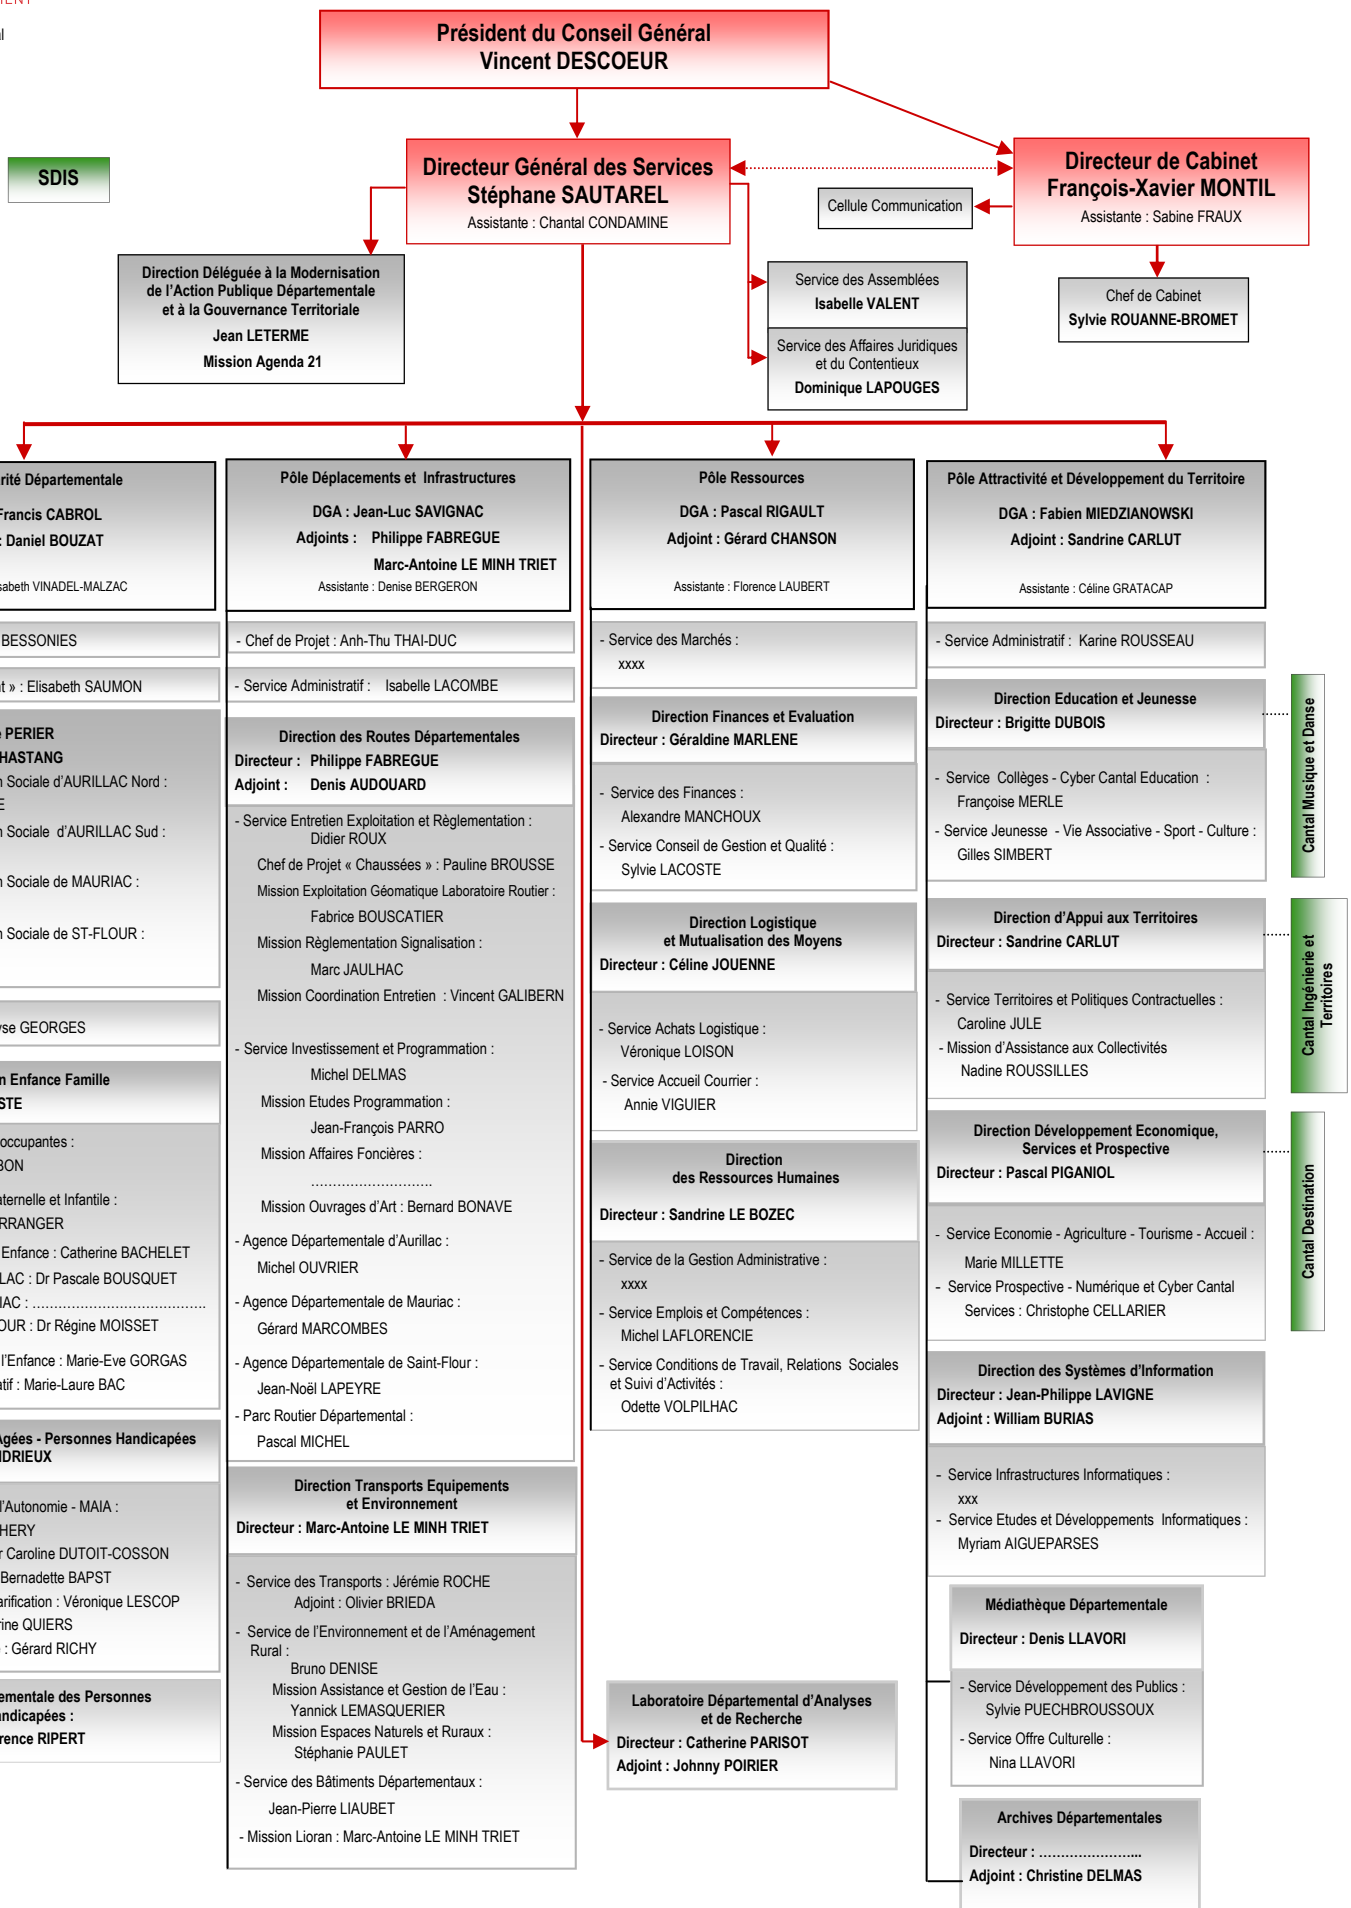 Président du Conseil Général
Vincent DESCOEUR
SDIS
Directeur Général des Services
Stéphane SAUTAREL
Assistante : Chantal CONDAMINE
Directeur de Cabinet
François-Xavier MONTIL
Assistante : Sabine FRAUX
Cellule Communication
Chef de Cabinet
Sylvie ROUANNE-BROMET
Direction Déléguée à la Modernisation
de l'Action Publique Départementale
et à la Gouvernance Territoriale
Jean LETERME
Mission Agenda 21
Service des Assemblées
Isabelle VALENT
Service des Affaires Juridiques
et du Contentieux
Dominique LAPOUGES
rité Départementale
Francis CABROL
: Daniel BOUZAT
sabeth VINADEL-MALZAC
BESSONIES
nt » : Elisabeth SAUMON
PERIER
HASTANG
n Sociale d'AURILLAC Nord :
E
n Sociale d'AURILLAC Sud :
n Sociale de MAURIAC :
n Sociale de ST-FLOUR :
yse GEORGES
n Enfance Famille
STE
occupantes :
BON
aternelle et Infantile :
RRANGER
Enfance : Catherine BACHELET
LAC : Dr Pascale BOUSQUET
IAC : ..........................................
OUR : Dr Régine MOISSET
l'Enfance : Marie-Eve GORGAS
atif : Marie-Laure BAC
Agées - Personnes Handicapées
NDRIEUX
l'Autonomie - MAIA :
HERY
r Caroline DUTOIT-COSSON
Bernadette BAPST
arification : Véronique LESCOP
rine QUIERS
: Gérard RICHY
ementale des Personnes
andicapées :
rence RIPERT
Pôle Déplacements et Infrastructures
DGA : Jean-Luc SAVIGNAC
Adjoints : Philippe FABREGUE
Marc-Antoine LE MINH TRIET
Assistante : Denise BERGERON
- Chef de Projet : Anh-Thu THAI-DUC
- Service Administratif : Isabelle LACOMBE
Direction des Routes Départementales
Directeur : Philippe FABREGUE
Adjoint : Denis AUDOUARD
- Service Entretien Exploitation et Règlementation :
Didier ROUX
Chef de Projet « Chaussées » : Pauline BROUSSE
Mission Exploitation Géomatique Laboratoire Routier :
Fabrice BOUSCATIER
Mission Règlementation Signalisation :
Marc JAULHAC
Mission Coordination Entretien : Vincent GALIBERN
- Service Investissement et Programmation :
Michel DELMAS
Mission Etudes Programmation :
Jean-François PARRO
Mission Affaires Foncières :
............................
Mission Ouvrages d'Art : Bernard BONAVE
- Agence Départementale d'Aurillac :
Michel OUVRIER
- Agence Départementale de Mauriac :
Gérard MARCOMBES
- Agence Départementale de Saint-Flour :
Jean-Noël LAPEYRE
- Parc Routier Départemental :
Pascal MICHEL
Direction Transports Equipements
et Environnement
Directeur : Marc-Antoine LE MINH TRIET
- Service des Transports : Jérémie ROCHE
Adjoint : Olivier BRIEDA
- Service de l'Environnement et de l'Aménagement
Rural :
Bruno DENISE
Mission Assistance et Gestion de l'Eau :
Yannick LEMASQUERIER
Mission Espaces Naturels et Ruraux :
Stéphanie PAULET
- Service des Bâtiments Départementaux :
Jean-Pierre LIAUBET
- Mission Lioran : Marc-Antoine LE MINH TRIET
Pôle Ressources
DGA : Pascal RIGAULT
Adjoint : Gérard CHANSON
Assistante : Florence LAUBERT
- Service des Marchés :
xxxx
Direction Finances et Evaluation
Directeur : Géraldine MARLENE
- Service des Finances :
Alexandre MANCHOUX
- Service Conseil de Gestion et Qualité :
Sylvie LACOSTE
Direction Logistique
et Mutualisation des Moyens
Directeur : Céline JOUENNE
- Service Achats Logistique :
Véronique LOISON
- Service Accueil Courrier :
Annie VIGUIER
Direction
des Ressources Humaines
Directeur : Sandrine LE BOZEC
- Service de la Gestion Administrative :
xxxx
- Service Emplois et Compétences :
Michel LAFLORENCIE
- Service Conditions de Travail, Relations Sociales
et Suivi d'Activités :
Odette VOLPILHAC
Laboratoire Départemental d'Analyses
et de Recherche
Directeur : Catherine PARISOT
Adjoint : Johnny POIRIER
Pôle Attractivité et Développement du Territoire
DGA : Fabien MIEDZIANOWSKI
Adjoint : Sandrine CARLUT
Assistante : Céline GRATACAP
- Service Administratif : Karine ROUSSEAU
Direction Education et Jeunesse
Directeur : Brigitte DUBOIS
- Service Collèges - Cyber Cantal Education :
Françoise MERLE
- Service Jeunesse - Vie Associative - Sport - Culture :
Gilles SIMBERT
Direction d'Appui aux Territoires
Directeur : Sandrine CARLUT
- Service Territoires et Politiques Contractuelles :
Caroline JULE
- Mission d'Assistance aux Collectivités
Nadine ROUSSILLES
Direction Développement Economique,
Services et Prospective
Directeur : Pascal PIGANIOL
- Service Economie - Agriculture - Tourisme - Accueil :
Marie MILLETTE
- Service Prospective - Numérique et Cyber Cantal
Services : Christophe CELLARIER
Direction des Systèmes d'Information
Directeur : Jean-Philippe LAVIGNE
Adjoint : William BURIAS
- Service Infrastructures Informatiques :
xxx
- Service Etudes et Développements Informatiques :
Myriam AIGUEPARSES
Médiathèque Départementale
Directeur : Denis LLAVORI
- Service Développement des Publics :
Sylvie PUECHBROUSSOUX
- Service Offre Culturelle :
Nina LLAVORI
Archives Départementales
Directeur : ........................
Adjoint : Christine DELMAS
Cantal Musique et Danse
Cantal Ingénierie et
Territoires
Cantal Destination